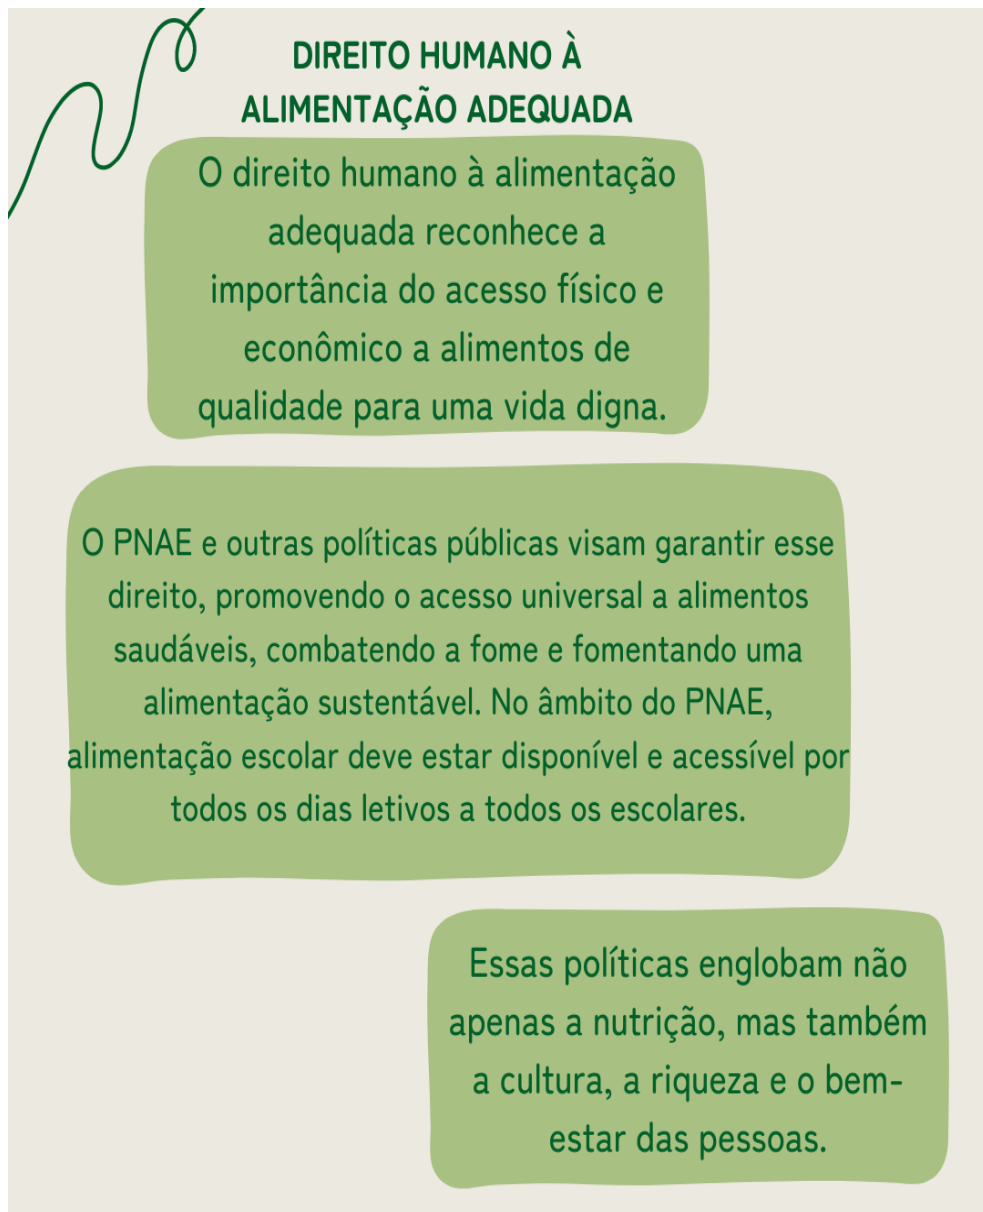 DIREITO HUMANO À
ALIMENTAÇÃO ADEQUADA
O direito humano à alimentação
adequada reconhece a
importância do acesso físico e
econômico a alimentos de
qualidade para uma vida digna.
O PNAE e outras políticas públicas visam garantir esse
direito, promovendo o acesso universal a alimentos
saudáveis, combatendo a fome e fomentando uma
alimentação sustentável. No âmbito do PNAE,
alimentação escolar deve estar disponível e acessível por
todos os dias letivos a todos os escolares.
Essas políticas englobam não
apenas a nutrição, mas também
a cultura, a riqueza e o bem-
estar das pessoas.